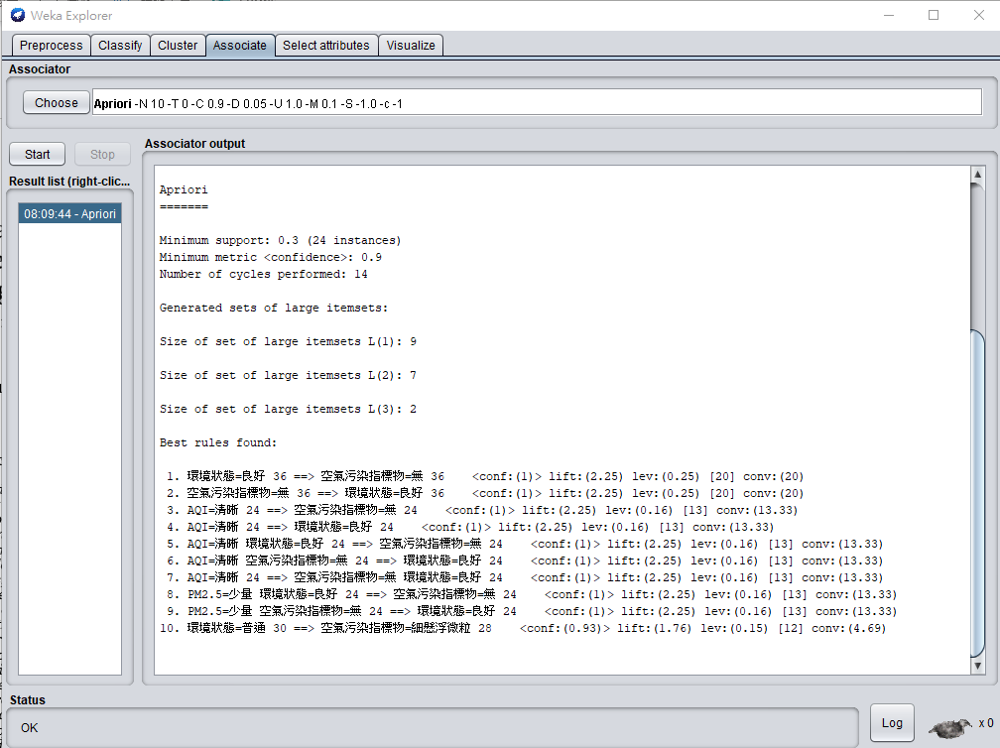 Weka Explorer
Preprocess Classify Cluster Associate Select attributes Visualize
Associator
Choose Apriori -N 10 -T 0 -C 0.9 -D 0.05 -U 1.0 -M 0.1 -S -1.0 -c -1
Start Stop
Associator output
Result list (right-clic...
08:09:44 - Apriori
Apriori
=======
Minimum support: 0.3 (24 instances)
Minimum metric <confidence>: 0.9
Number of cycles performed: 14
Generated sets of large itemsets:
Size of set of large itemsets L(1): 9
Size of set of large itemsets L(2): 7
Size of set of large itemsets L(3): 2
Best rules found:
1. 環境狀態=良好 36 ==> 空氣污染指標物=無 36 <conf:(1)> lift:(2.25) lev:(0.25) [20] conv:(20)
2. 空氣污染指標物=無 36 ==> 環境狀態=良好 36 <conf:(1)> lift:(2.25) lev:(0.25) [20] conv:(20)
3. AQI=清晰 24 ==> 空氣污染指標物=無 24 <conf:(1)> lift:(2.25) lev:(0.16) [13] conv:(13.33)
4. AQI=清晰 24 ==> 環境狀態=良好 24 <conf:(1)> lift:(2.25) lev:(0.16) [13] conv:(13.33)
5. AQI=清晰 環境狀態=良好 24 ==> 空氣污染指標物=無 24 <conf:(1)> lift:(2.25) lev:(0.16) [13] conv:(13.33)
6. AQI=清晰 空氣污染指標物=無 24 ==> 環境狀態=良好 24 <conf:(1)> lift:(2.25) lev:(0.16) [13] conv:(13.33)
7. AQI=清晰 24 ==> 空氣污染指標物=無 環境狀態=良好 24 <conf:(1)> lift:(2.25) lev:(0.16) [13] conv:(13.33)
8. PM2.5=少量 環境狀態=良好 24 ==> 空氣污染指標物=無 24 <conf:(1)> lift:(2.25) lev:(0.16) [13] conv:(13.33)
9. PM2.5=少量 空氣污染指標物=無 24 ==> 環境狀態=良好 24 <conf:(1)> lift:(2.25) lev:(0.16) [13] conv:(13.33)
10. 環境狀態=普通 30 ==> 空氣污染指標物=細懸浮微粒 28 <conf:(0.93)> lift:(1.76) lev:(0.15) [12] conv:(4.69)
Status
OK
Log
x 0